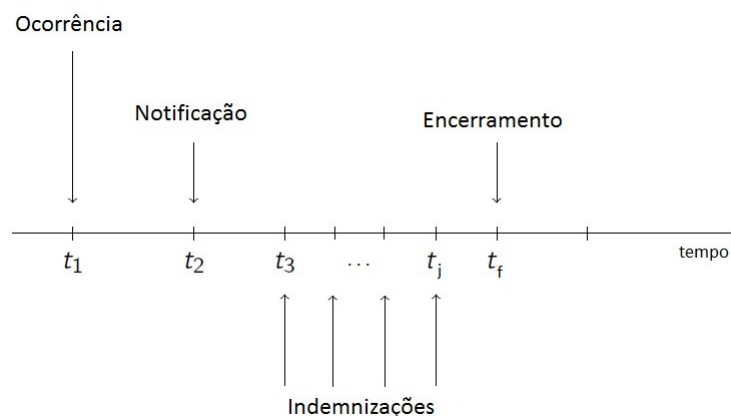 Ocorrência
Notificação
Encerramento
t1 t2 t3 ... tj tf
tempo
Indemnizações